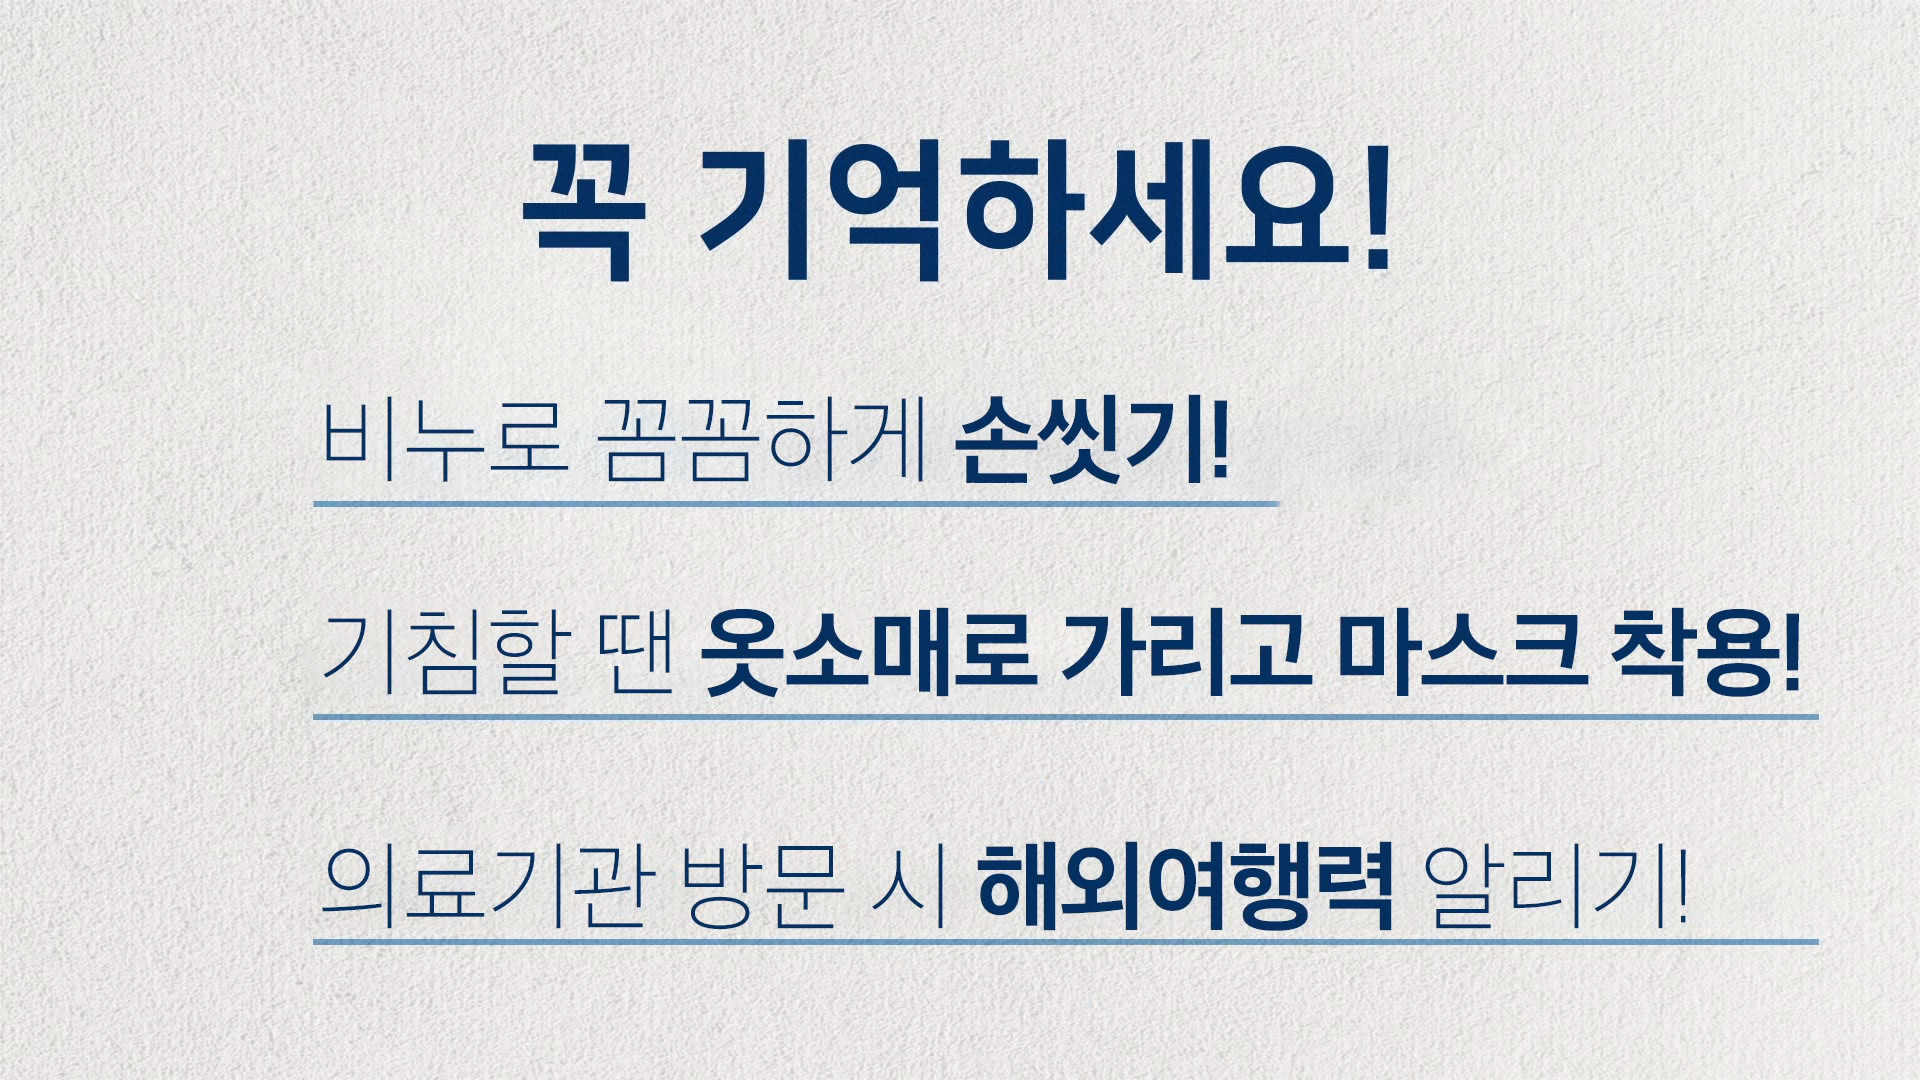 꼭 기억하세요!
비누로 꼼꼼하게 손씻기!
기침할 땐 옷소매로 가리고 마스크 착용!
의료기관 방문 시 해외여행력 알리기!